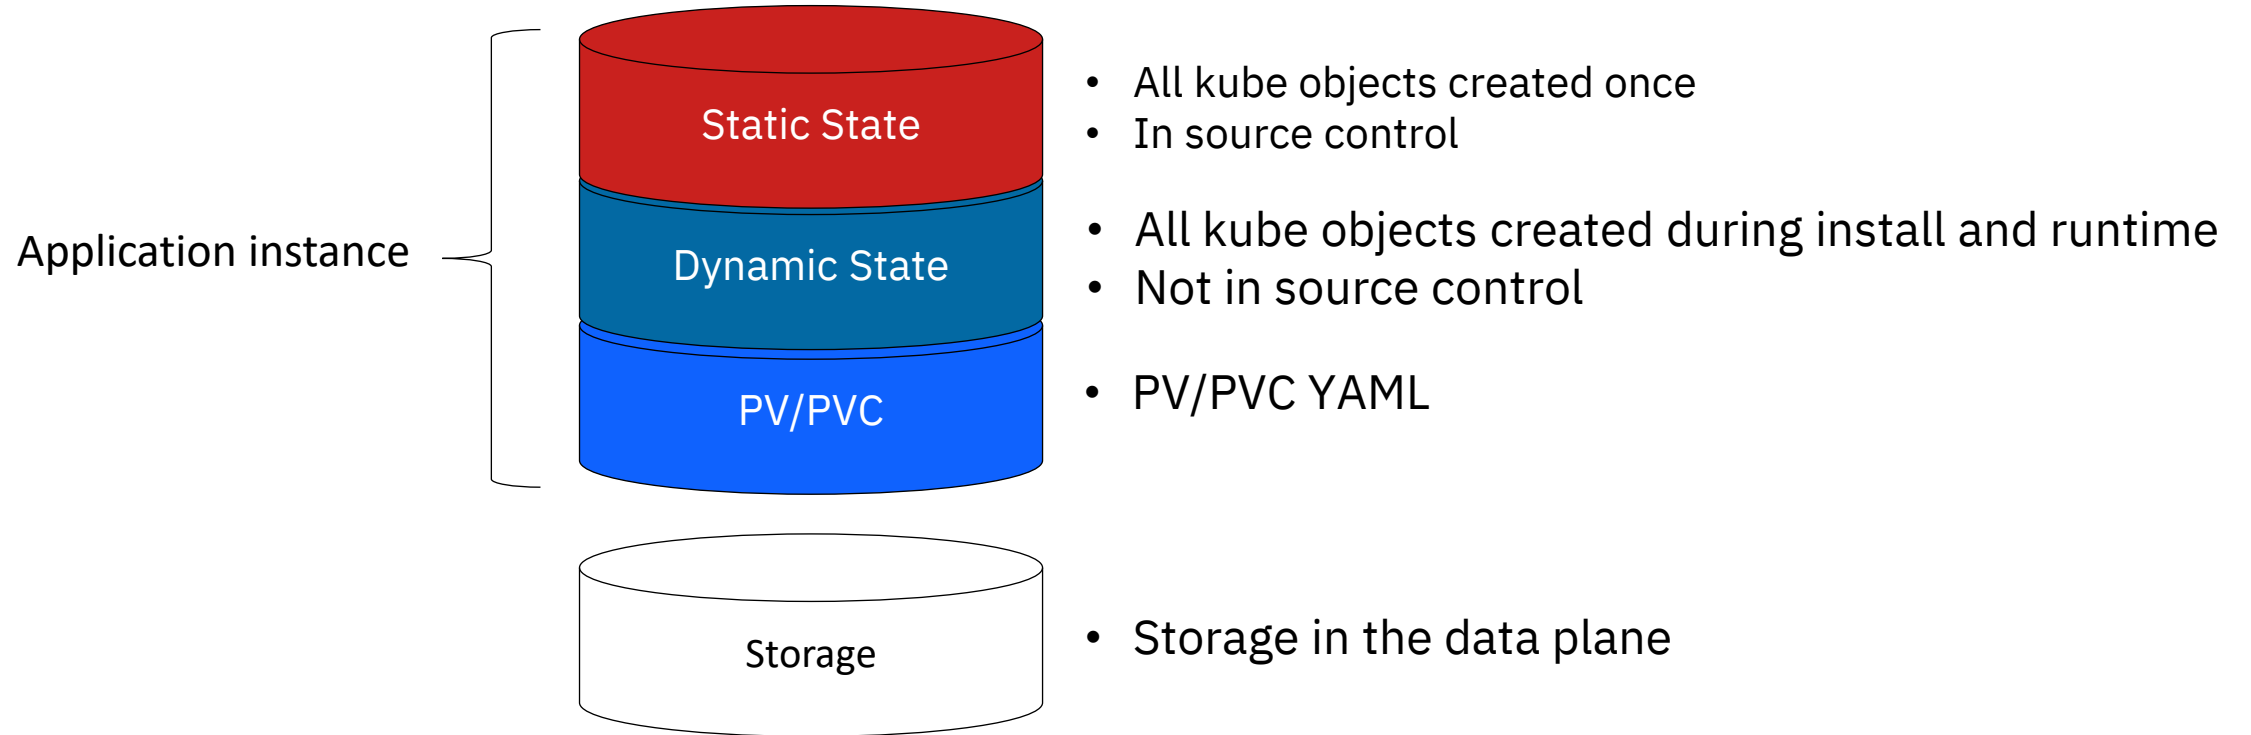 Static State
• All kube objects created once
• In source control
Application instance
Dynamic State
• All kube objects created during install and runtime
• Not in source control
PV/PVC
• PV/PVC YAML
Storage
• Storage in the data plane